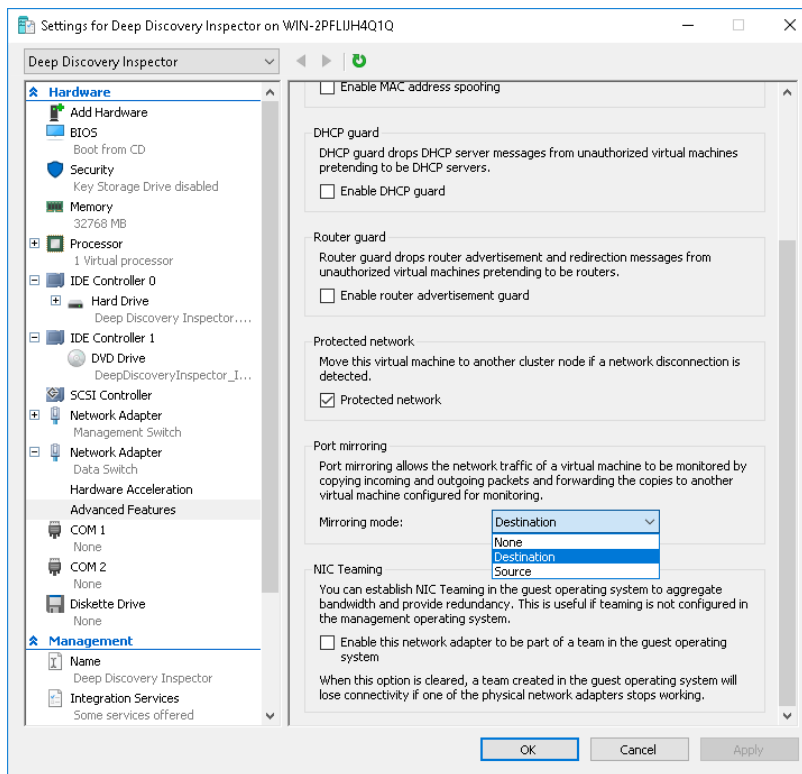 Settings for Deep Discovery Inspector on WIN-2PFLIJH4Q1Q
Deep Discovery Inspector
Hardware
Add Hardware
BIOS
Boot from CD
Security
Key Storage Drive disabled
Memory
32768 MB
Processor
1 Virtual processor
IDE Controller 0
Hard Drive
Deep Discovery Inspector....
IDE Controller 1
DVD Drive
DeepDiscoveryInspector_I...
SCSI Controller
Network Adapter
Management Switch
Network Adapter
Data Switch
Hardware Acceleration
Advanced Features
COM 1
None
COM 2
None
Diskette Drive
None
Management
Name
Deep Discovery Inspector
Integration Services
Some services offered
Enable MAC address spoofing
DHCP guard
DHCP guard drops DHCP server messages from unauthorized virtual machines
pretending to be DHCP servers.
Enable DHCP guard
Router guard
Router guard drops router advertisement and redirection messages from
unauthorized virtual machines pretending to be routers.
Enable router advertisement guard
Protected network
Move this virtual machine to another cluster node if a network disconnection is
detected.
Protected network
Port mirroring
Port mirroring allows the network traffic of a virtual machine to be monitored by
copying incoming and outgoing packets and forwarding the copies to another
virtual machine configured for monitoring.
Mirroring mode: Destination
None
Destination
Source
NIC Teaming
You can establish NIC Teaming in the guest operating system to aggregate
bandwidth and provide redundancy. This is useful if teaming is not configured in
the management operating system.
Enable this network adapter to be part of a team in the guest operating
system
When this option is cleared, a team created in the guest operating system will
lose connectivity if one of the physical network adapters stops working.
OK Cancel Apply